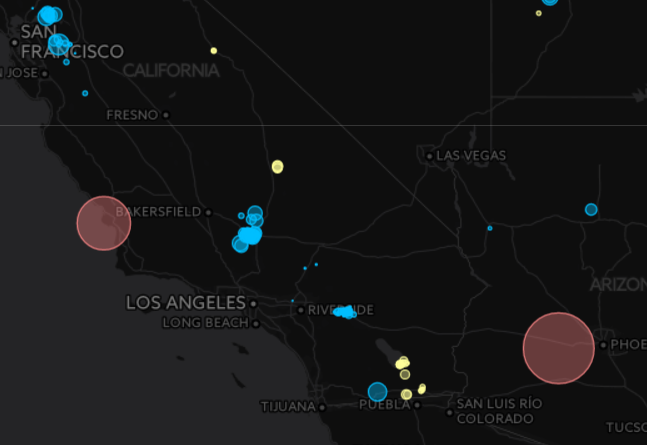 SAN
FRANCISCO
N JOSE
CALIFORNIA
FRESNO
LAS VEGAS
BAKERSFIELD
ARIZON
LOS ANGELES
RIVERSIDE
LONG BEACH
PHOE
TIJUANA
PUEBLA
SAN LUIS RÍO
COLORADO
TUCSO